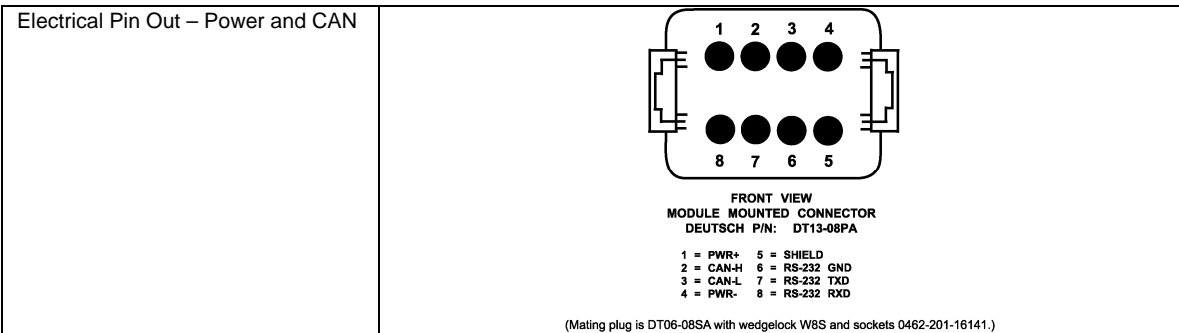 Electrical Pin Out – Power and CAN
1 2 3 4
8 7 6 5
FRONT VIEW
MODULE MOUNTED CONNECTOR
DEUTSCH P/N: DT13-08PA
1 = PWR+ 5 = SHIELD
2 = CAN-H 6 = RS-232 GND
3 = CAN-L 7 = RS-232 TXD
4 = PWR- 8 = RS-232 RXD
(Mating plug is DT06-08SA with wedgelock W8S and sockets 0462-201-16141.)